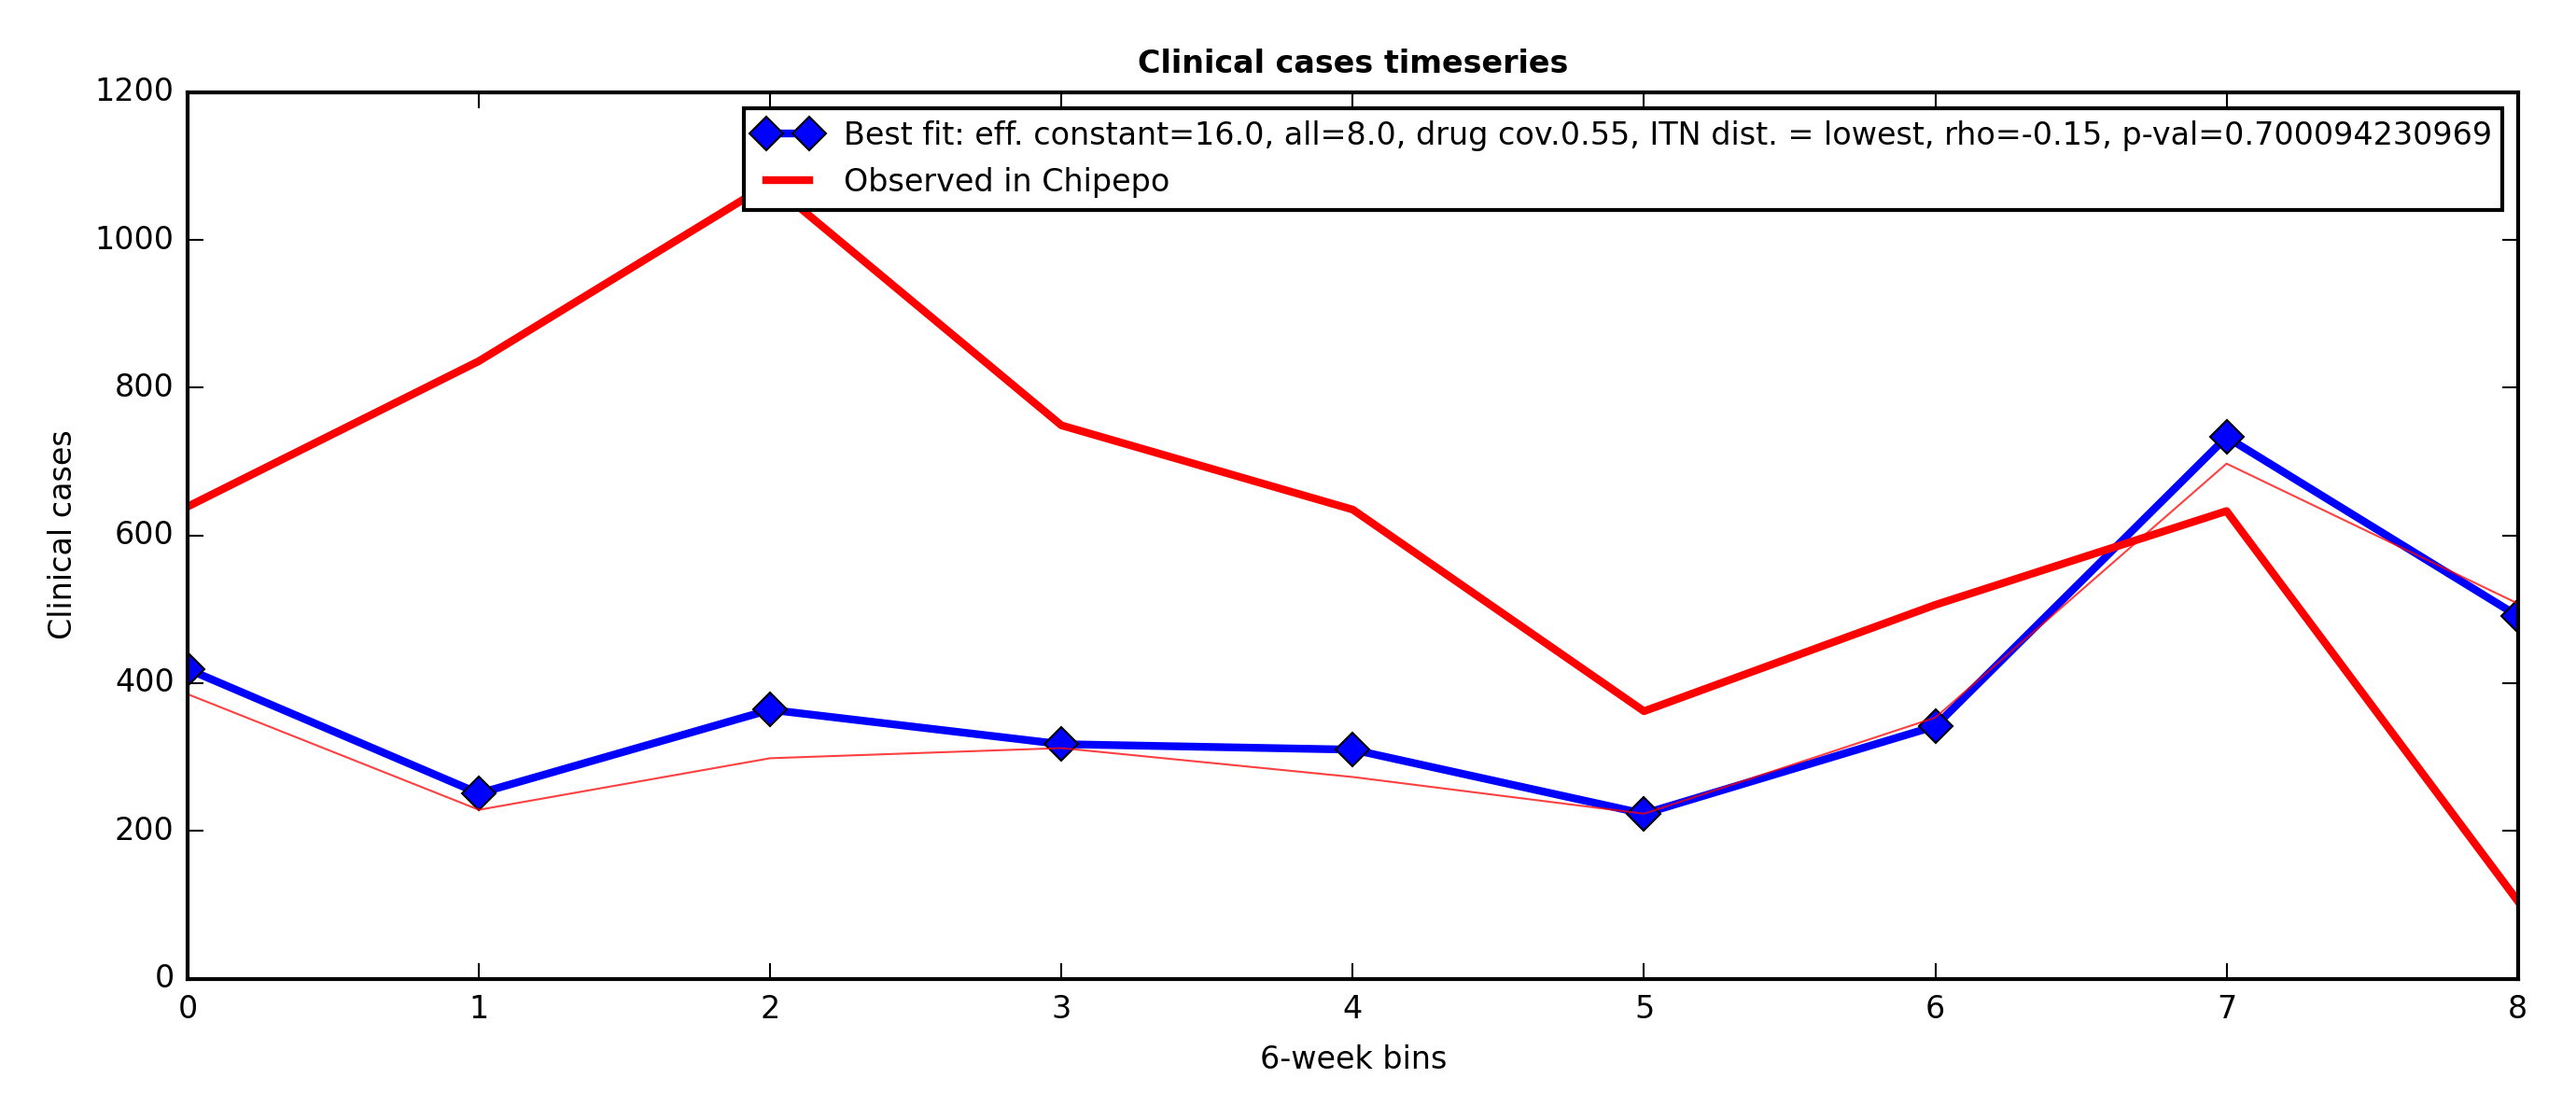 Clinical cases timeseries
1200
1000
800
600
400
200
0
Clinical cases
Best fit: eff. constant=16.0, all=8.0, drug cov.0.55, ITN dist. = lowest, rho=-0.15, p-val=0.700094230969
Observed in Chipepo
0 1 2 3 4 5 6 7 8
6-week bins